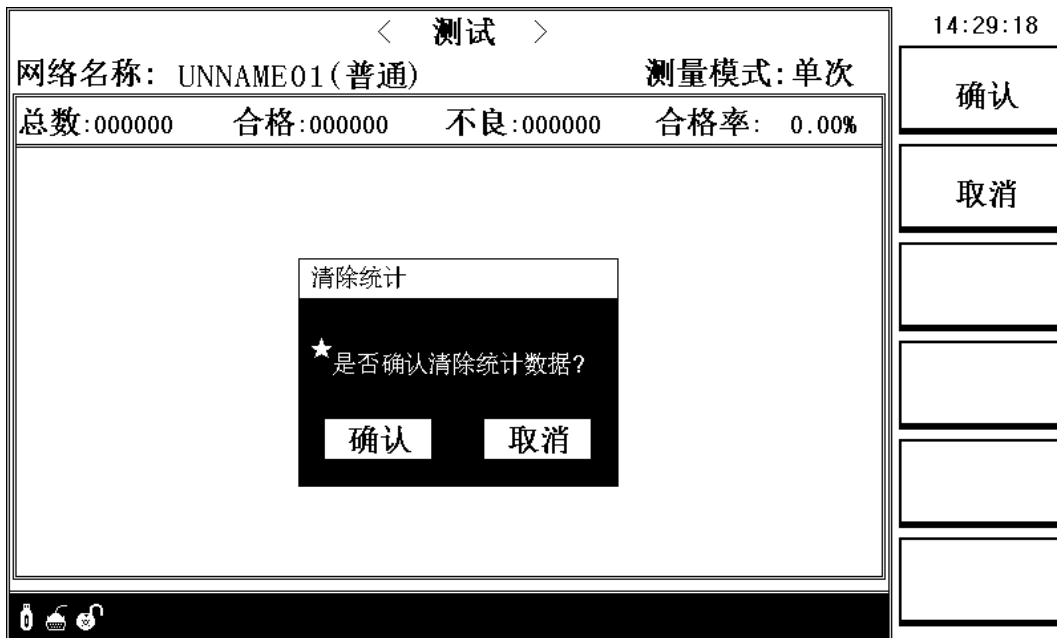 < 测试 >
14:29:18
网络名称: UNNAME01(普通) 测量模式:单次
总数:000000 合格:000000 不良:000000 合格率: 0.00%
清除统计
★是否确认清除统计数据?
确认 取消
确认
取消